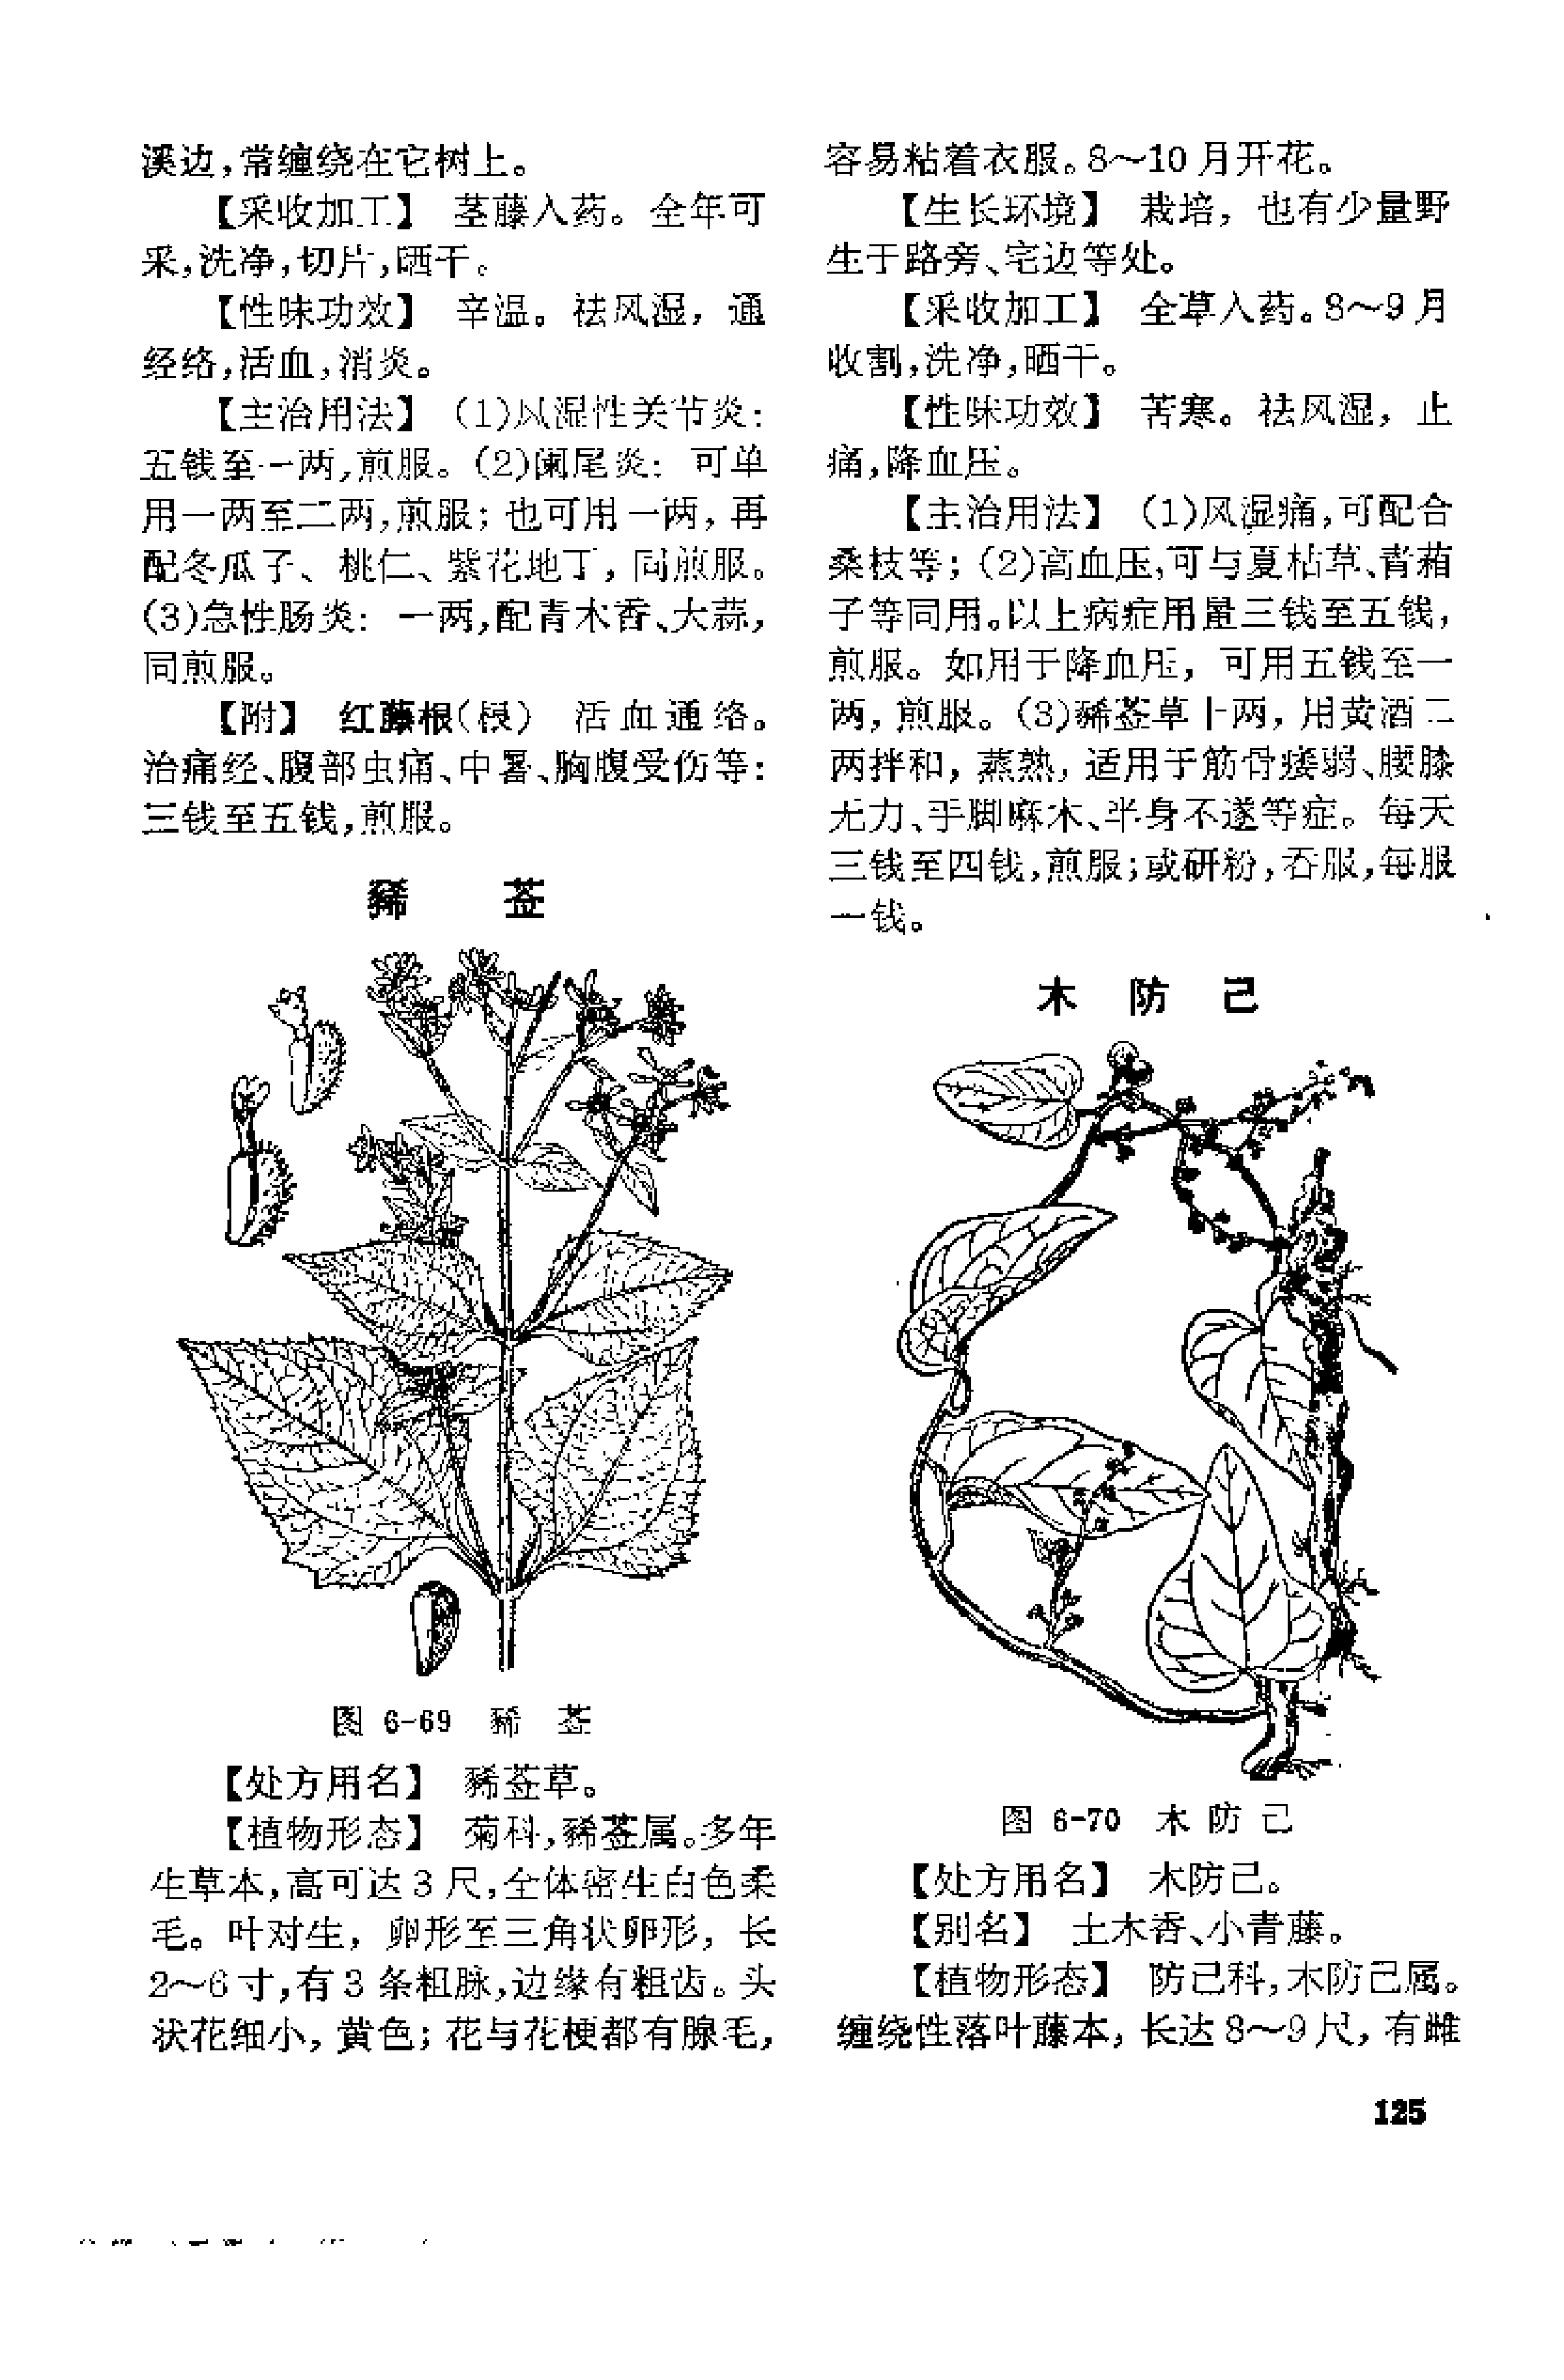 溪边,常缠绕在它树上。
【采收加工】 茎藤入药。全年可
采,洗净,切片,晒干。
【性味功效】 辛温。祛风湿,通
经络,活血,消炎。
【主治用法】 (1)风湿性关节炎:
五钱至一两,煎服。(2)阑尾炎: 可单
用一两至二两,煎服; 也可用一两, 再
配冬瓜子、桃仁、紫花地丁, 同煎服。
(3)急性肠炎: 一两,配青木香、大蒜,
同煎服。
【附】 红藤根(根) 活血通络。
治痛经、腹部虫痛、中暑、胸腹受伤等:
三钱至五钱,煎服。
豨 莶
图 6-69 豨 莶
【处方用名】 豨莶草。
【植物形态】 菊科,豨莶属。多年
生草本,高可达3尺,全体密生白色柔
毛。叶对生, 卵形至三角状卵形, 长
2～6寸,有3条粗脉,边缘有粗齿。头
状花细小, 黄色; 花与花梗都有腺毛,
容易粘着衣服。8～10月开花。
【生长环境】 栽培, 也有少量野
生于路旁、宅边等处。
【采收加工】 全草入药。8～9月
收割,洗净,晒干。
【性味功效】 苦寒。祛风湿, 止
痛,降血压。
【主治用法】 (1)风湿痛,可配合
桑枝等; (2)高血压,可与夏枯草、青葙
子等同用。以上病症用量三钱至五钱,
煎服。如用于降血压, 可用五钱至一
两, 煎服。(3)豨莶草十两, 用黄酒二
两拌和, 蒸熟, 适用于筋骨痿弱、腰膝
无力、手脚麻木、半身不遂等症。每天
三钱至四钱,煎服;或研粉,吞服,每服
一钱。
木 防 己
图 6-70 木 防 己
【处方用名】 木防己。
【别名】 土木香、小青藤。
【植物形态】 防己科,木防己属。
缠绕性落叶藤本, 长达8～9尺, 有雌
125